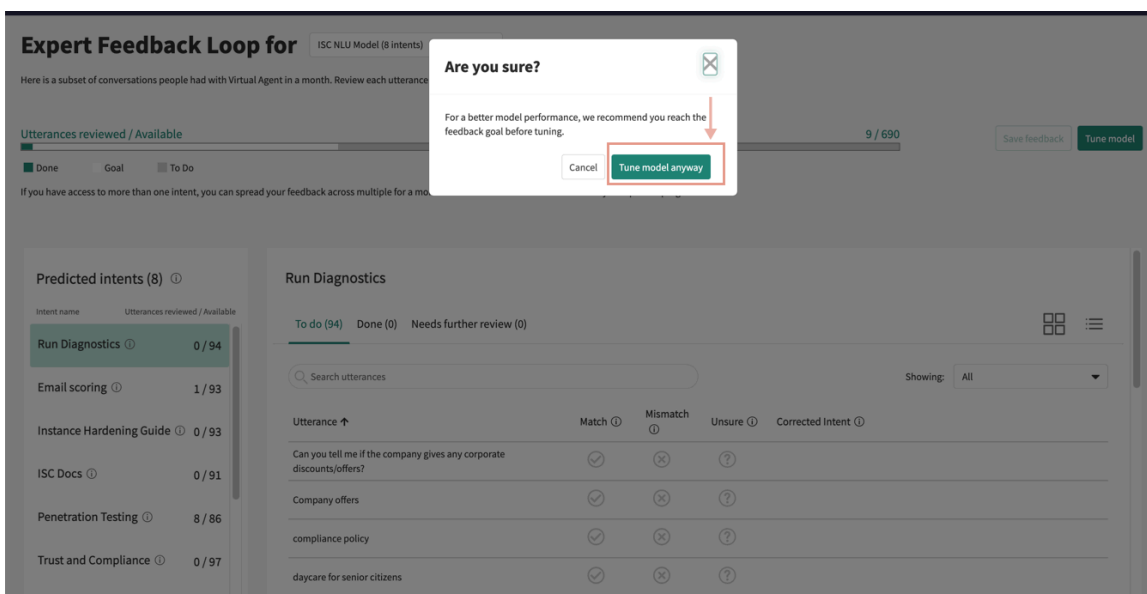 Expert Feedback Loop for
ISC NLU Model (8 intents)
Here is a subset of conversations people had with Virtual Agent in a month. Review each utterance
Are you sure?
For a better model performance, we recommend you reach the
feedback goal before tuning.
Cancel
Tune model anyway
Utterances reviewed / Available
9 / 690
Save feedback
Tune model
Done
Goal
To Do
If you have access to more than one intent, you can spread your feedback across multiple for a mo
Predicted intents (8)
Intent name
Utterances reviewed / Available
Run Diagnostics
0 / 94
Email scoring
1 / 93
Instance Hardening Guide
0 / 93
ISC Docs
0 / 91
Penetration Testing
8 / 86
Trust and Compliance
0 / 97
Run Diagnostics
To do (94)
Done (0)
Needs further review (0)
Search utterances
Showing:
All
Utterance
Match
Mismatch
Unsure
Corrected Intent
Can you tell me if the company gives any corporate
discounts/offers?
Company offers
compliance policy
daycare for senior citizens